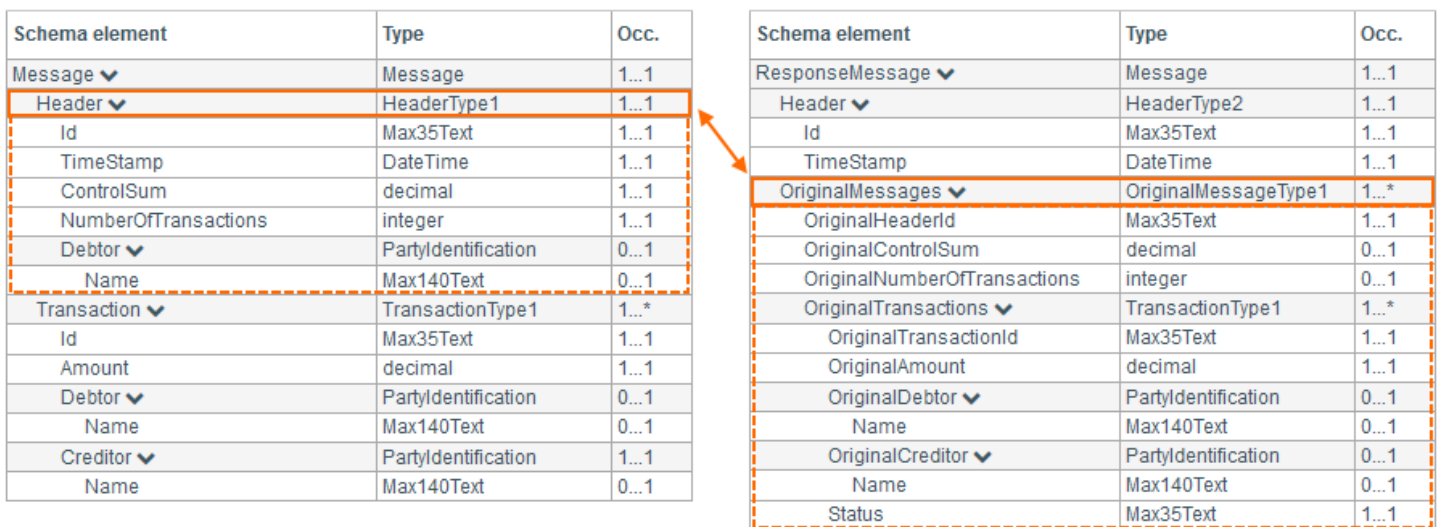 Schema element Type Occ.
Message Message 1...1
Header HeaderType1 1...1
Id Max35Text 1...1
TimeStamp DateTime 1...1
ControlSum decimal 1...1
NumberOfTransactions integer 1...1
Debtor PartyIdentification 0...1
Name Max140Text 0...1
Transaction TransactionType1 1...*
Id Max35Text 1...1
Amount decimal 1...1
Debtor PartyIdentification 0...1
Name Max140Text 0...1
Creditor PartyIdentification 1...1
Name Max140Text 0...1
Schema element Type Occ.
ResponseMessage Message 1...1
Header HeaderType2 1...1
Id Max35Text 1...1
TimeStamp DateTime 1...1
OriginalMessages OriginalMessageType1 1...*
OriginalHeaderId Max35Text 1...1
OriginalControlSum decimal 0...1
OriginalNumberOfTransactions integer 0...1
OriginalTransactions TransactionType1 1...*
OriginalTransactionId Max35Text 1...1
OriginalAmount decimal 1...1
OriginalDebtor PartyIdentification 0...1
Name Max140Text 0...1
OriginalCreditor PartyIdentification 0...1
Name Max140Text 0...1
Status Max35Text 1...1